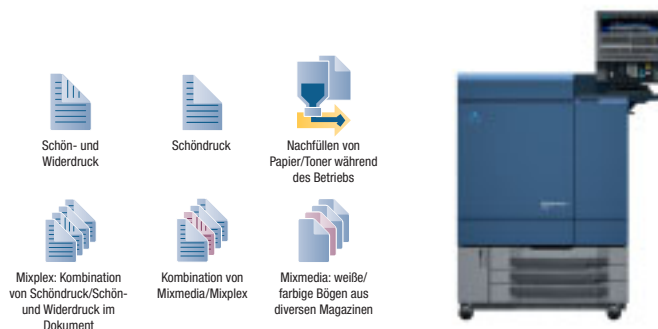 Schön- und
Widerdruck
Schöndruck
Nachfüllen von
Papier/Toner während
des Betriebs
Mixplex: Kombination
von Schöndruck/Schön-
und Widerdruck im
Dokument
Kombination von
Mixmedia/Mixplex
Mixmedia: weiße/
farbige Bögen aus
diversen Magazinen